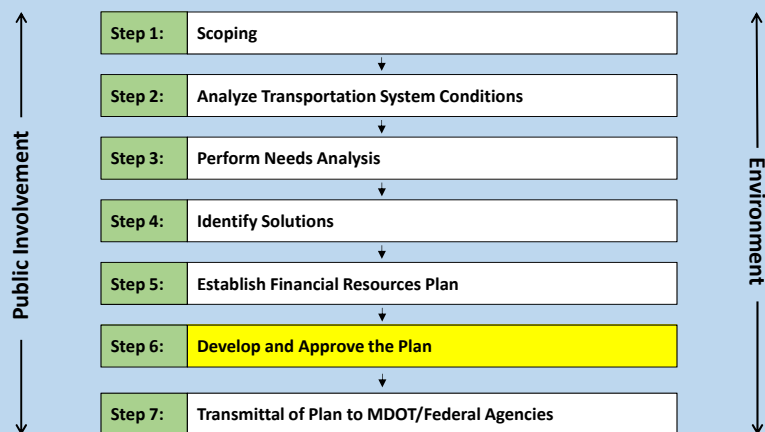 Public Involvement
Step 1: Scoping
Step 2: Analyze Transportation System Conditions
Step 3: Perform Needs Analysis
Step 4: Identify Solutions
Step 5: Establish Financial Resources Plan
Step 6: Develop and Approve the Plan
Step 7: Transmittal of Plan to MDOT/Federal Agencies
Environment